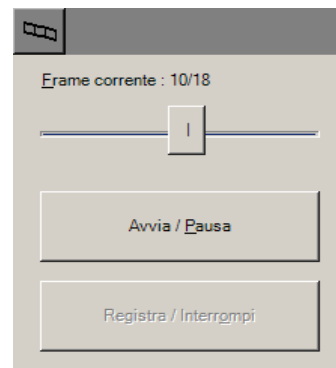 Frame corrente : 10/18
Avvia / Pausa
Registra / Interrompi